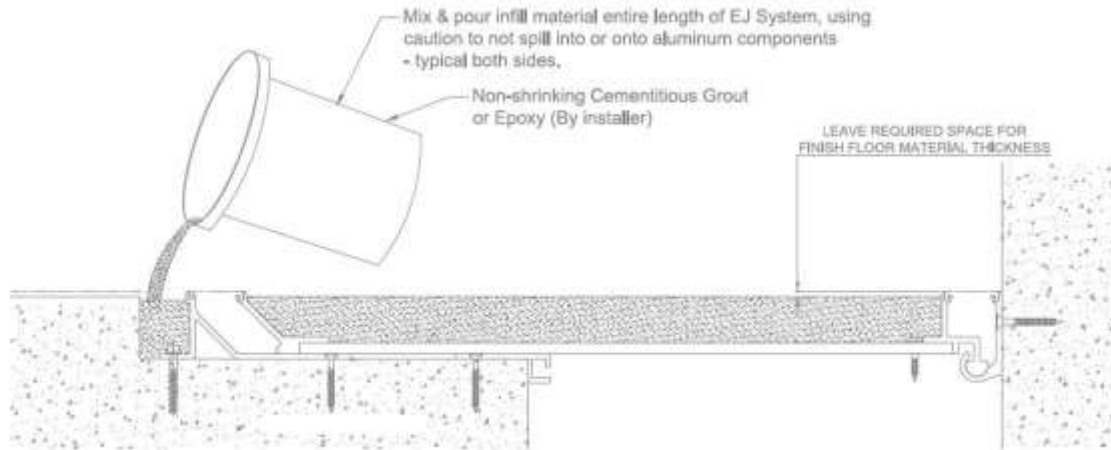 Mix & pour infill material entire length of EJ System, using
caution to not spill into or onto aluminum components
- typical both sides.
Non-shrinking Cementitious Grout
or Epoxy (By installer)
LEAVE REQUIRED SPACE FOR
FINISH FLOOR MATERIAL THICKNESS